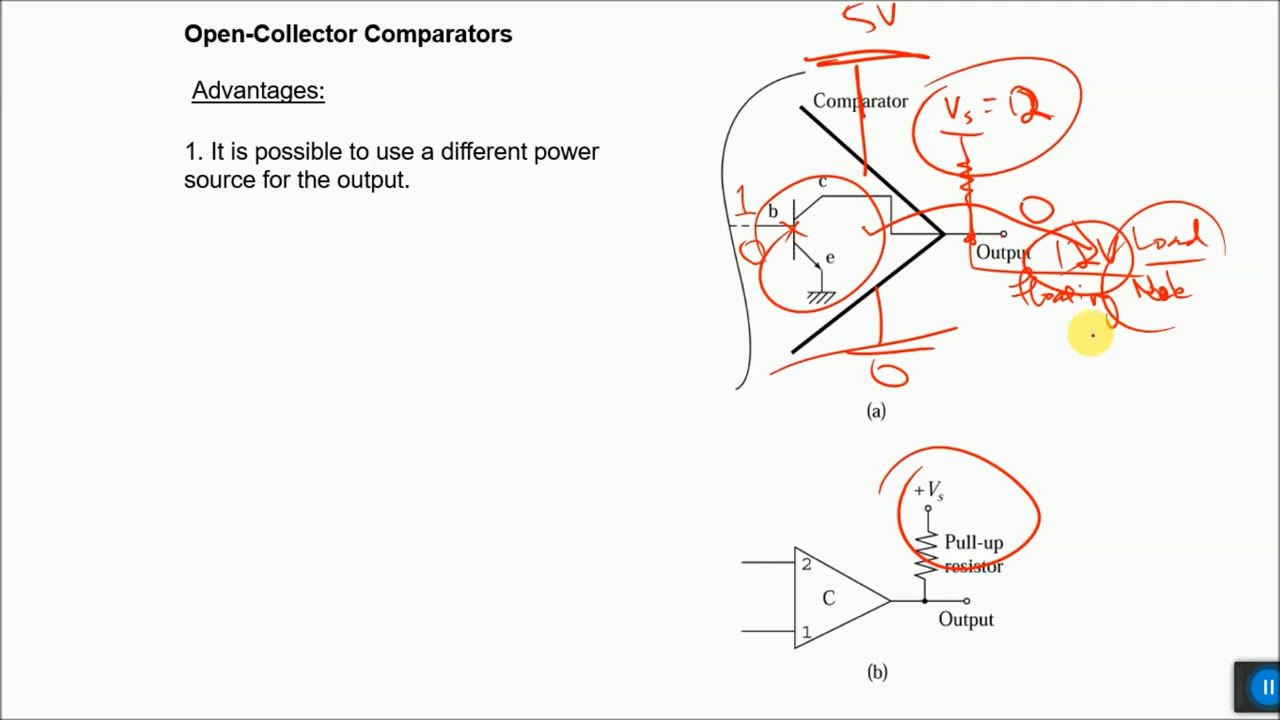 Open-Collector Comparators
Advantages:
1. It is possible to use a different power
source for the output.
5V
Comparator
Vs = 12
c
1
b
0
e
0
Output
12V
Load
floating
Node
0
(a)
+Vs
Pull-up
resistor
2
C
1
Output
(b)